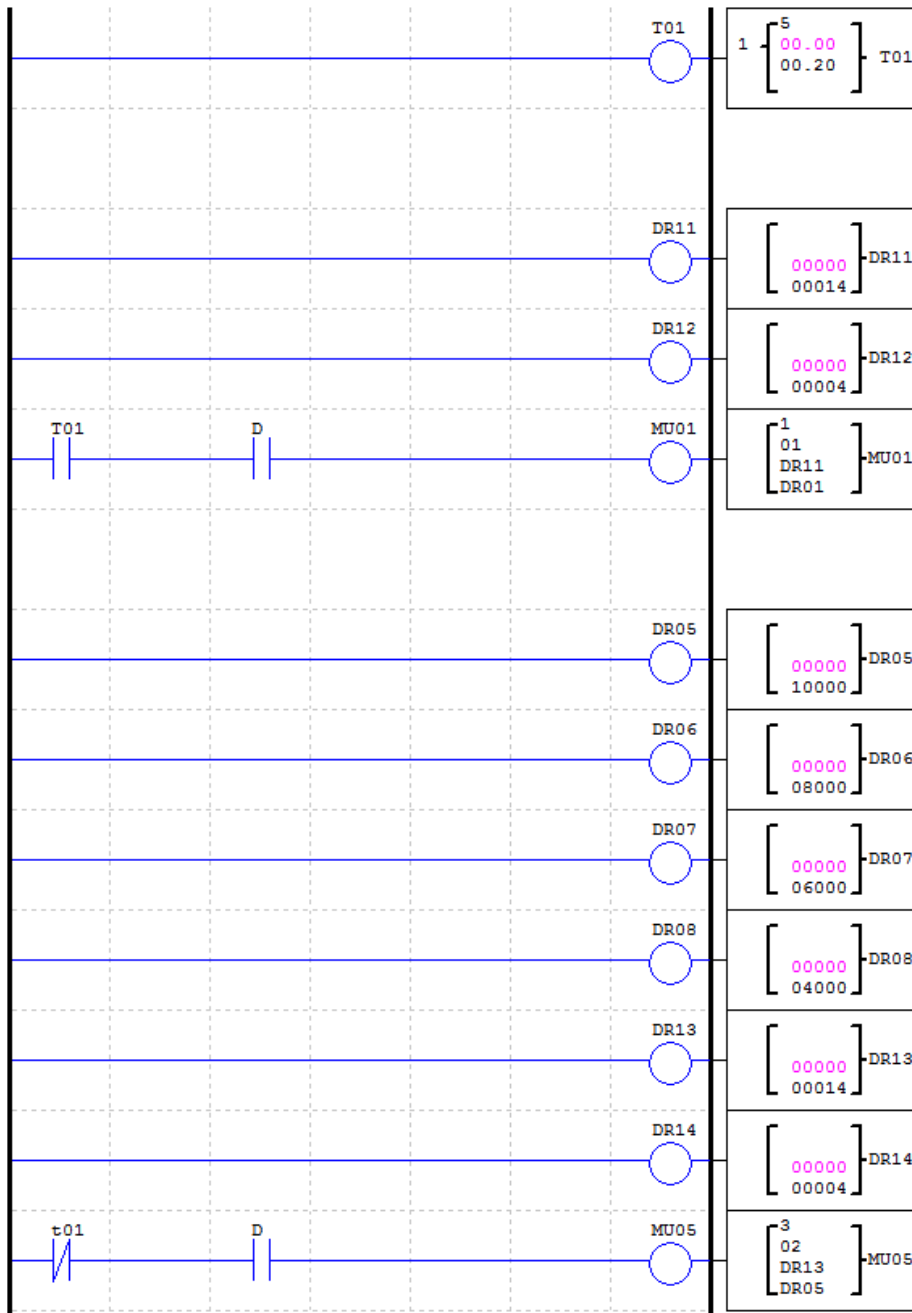 T01
1 5
00.00
00.20
T01
DR11
00000
00014
DR11
DR12
00000
00004
DR12
T01 D MU01
1
01
DR11
DR01
MU01
DR05
00000
10000
DR05
DR06
00000
08000
DR06
DR07
00000
06000
DR07
DR08
00000
04000
DR08
DR13
00000
00014
DR13
DR14
00000
00004
DR14
t01 D MU05
3
02
DR13
DR05
MU05